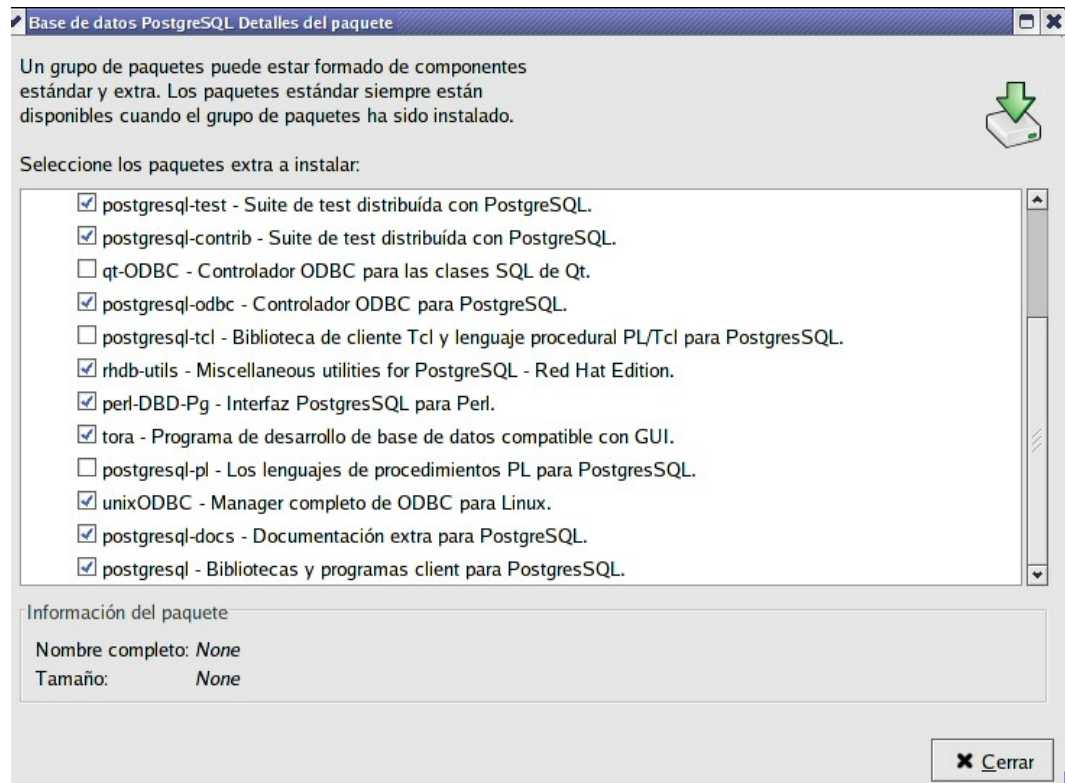 Base de datos PostgreSQL Detalles del paquete
Un grupo de paquetes puede estar formado de componentes
estándar y extra. Los paquetes estándar siempre están
disponibles cuando el grupo de paquetes ha sido instalado.
Seleccione los paquetes extra a instalar:
postgresql-test - Suite de test distribuída con PostgreSQL.
postgresql-contrib - Suite de test distribuída con PostgreSQL.
qt-ODBC - Controlador ODBC para las clases SQL de Qt.
postgresql-odbc - Controlador ODBC para PostgreSQL.
postgresql-tcl - Biblioteca de cliente Tcl y lenguaje procedural PL/Tcl para PostgresSQL.
rhdb-utils - Miscellaneous utilities for PostgreSQL - Red Hat Edition.
perl-DBD-Pg - Interfaz PostgresSQL para Perl.
tora - Programa de desarrollo de base de datos compatible con GUI.
postgresql-pl - Los lenguajes de procedimientos PL para PostgresSQL.
unixODBC - Manager completo de ODBC para Linux.
postgresql-docs - Documentación extra para PostgreSQL.
postgresql - Bibliotecas y programas client para PostgresSQL.
Información del paquete
Nombre completo: None
Tamaño: None
Cerrar